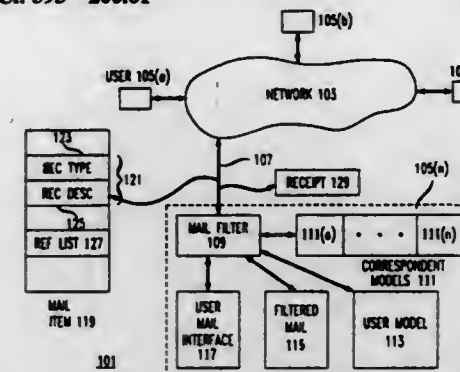 105(b)
USER 105(a)
10
NETWORK 103
123
REC TYPE
121
REC DESC
125
REF LIST 127
MAIL
ITEM 119
101
107
RECEIPT 129
105(n)
MAIL FILTER
109
111(a) • • • 111(n)
CORRESPONDENT
MODELS 111
USER
MAIL
INTERFACE
117
FILTERED
MAIL
115
USER MODEL
113